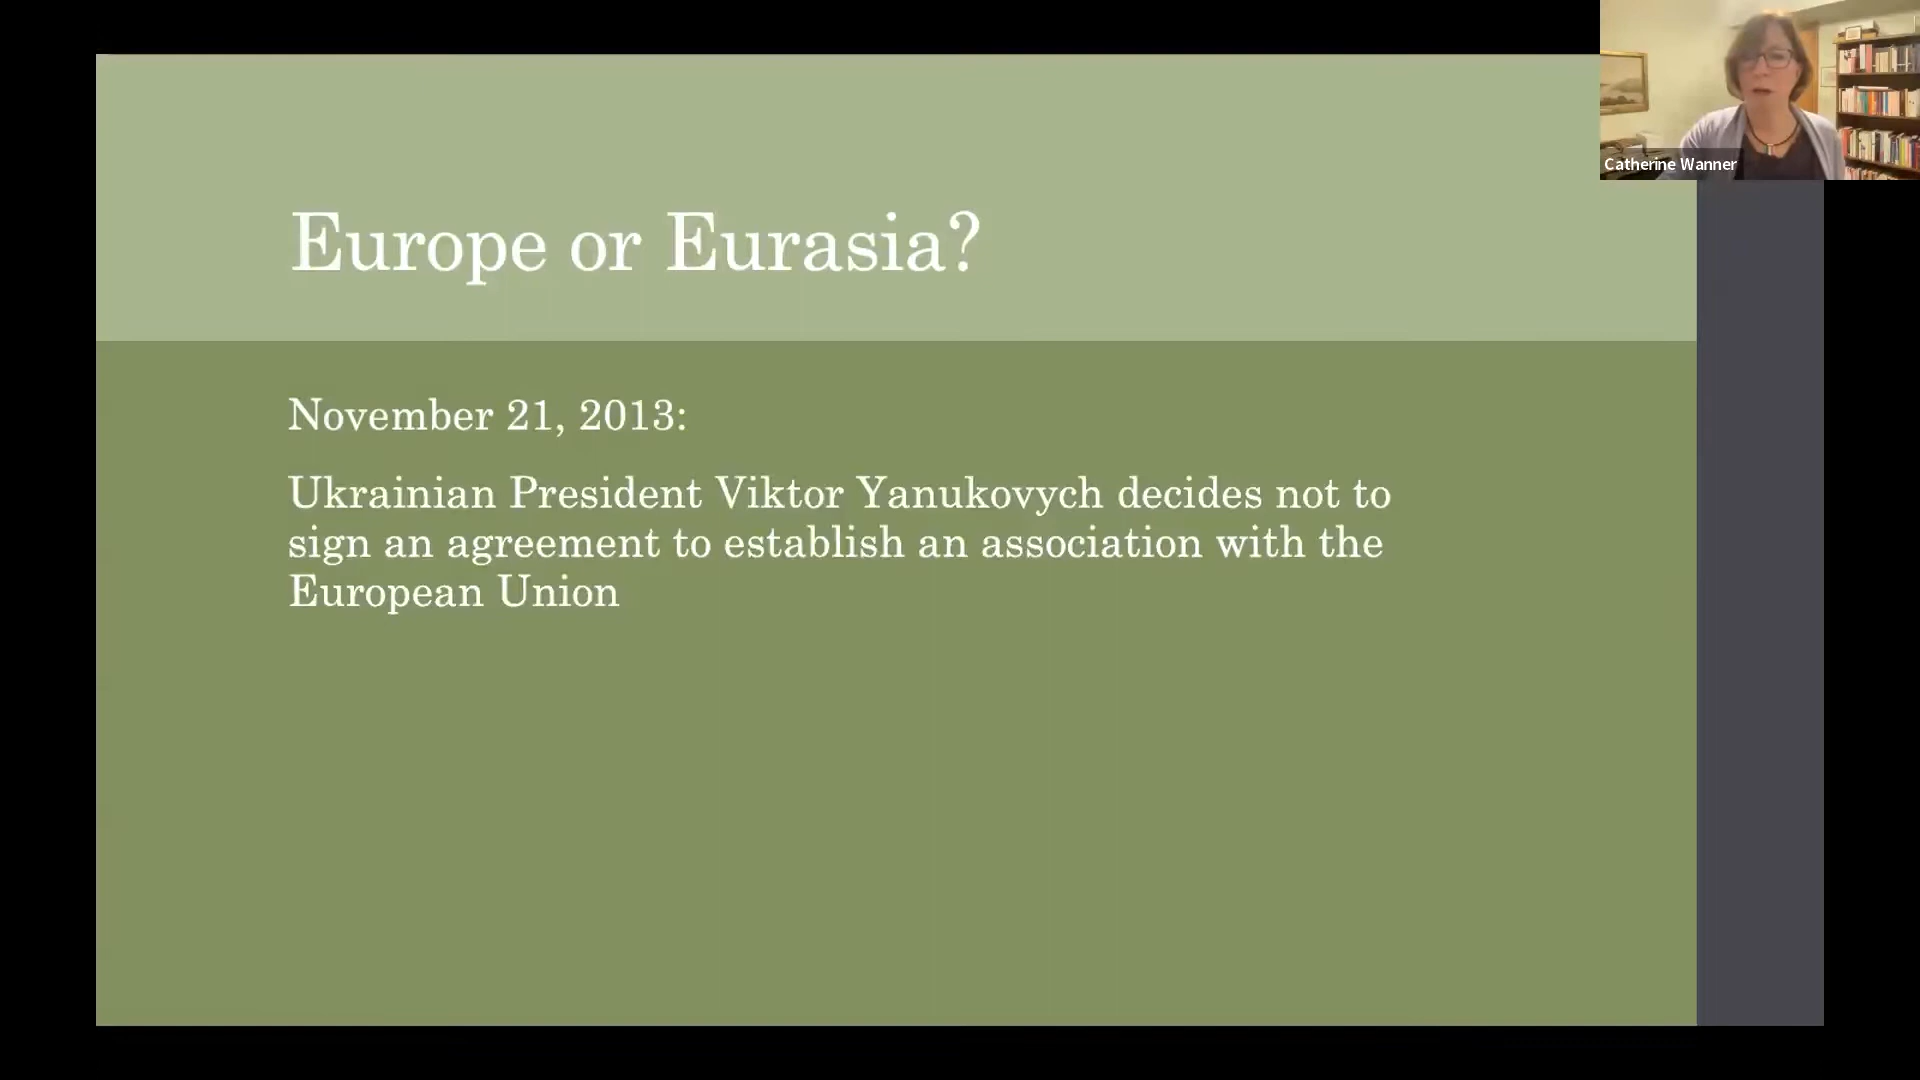 Catherine Wanner
Europe or Eurasia?
November 21, 2013:
Ukrainian President Viktor Yanukovych decides not to
sign an agreement to establish an association with the
European Union